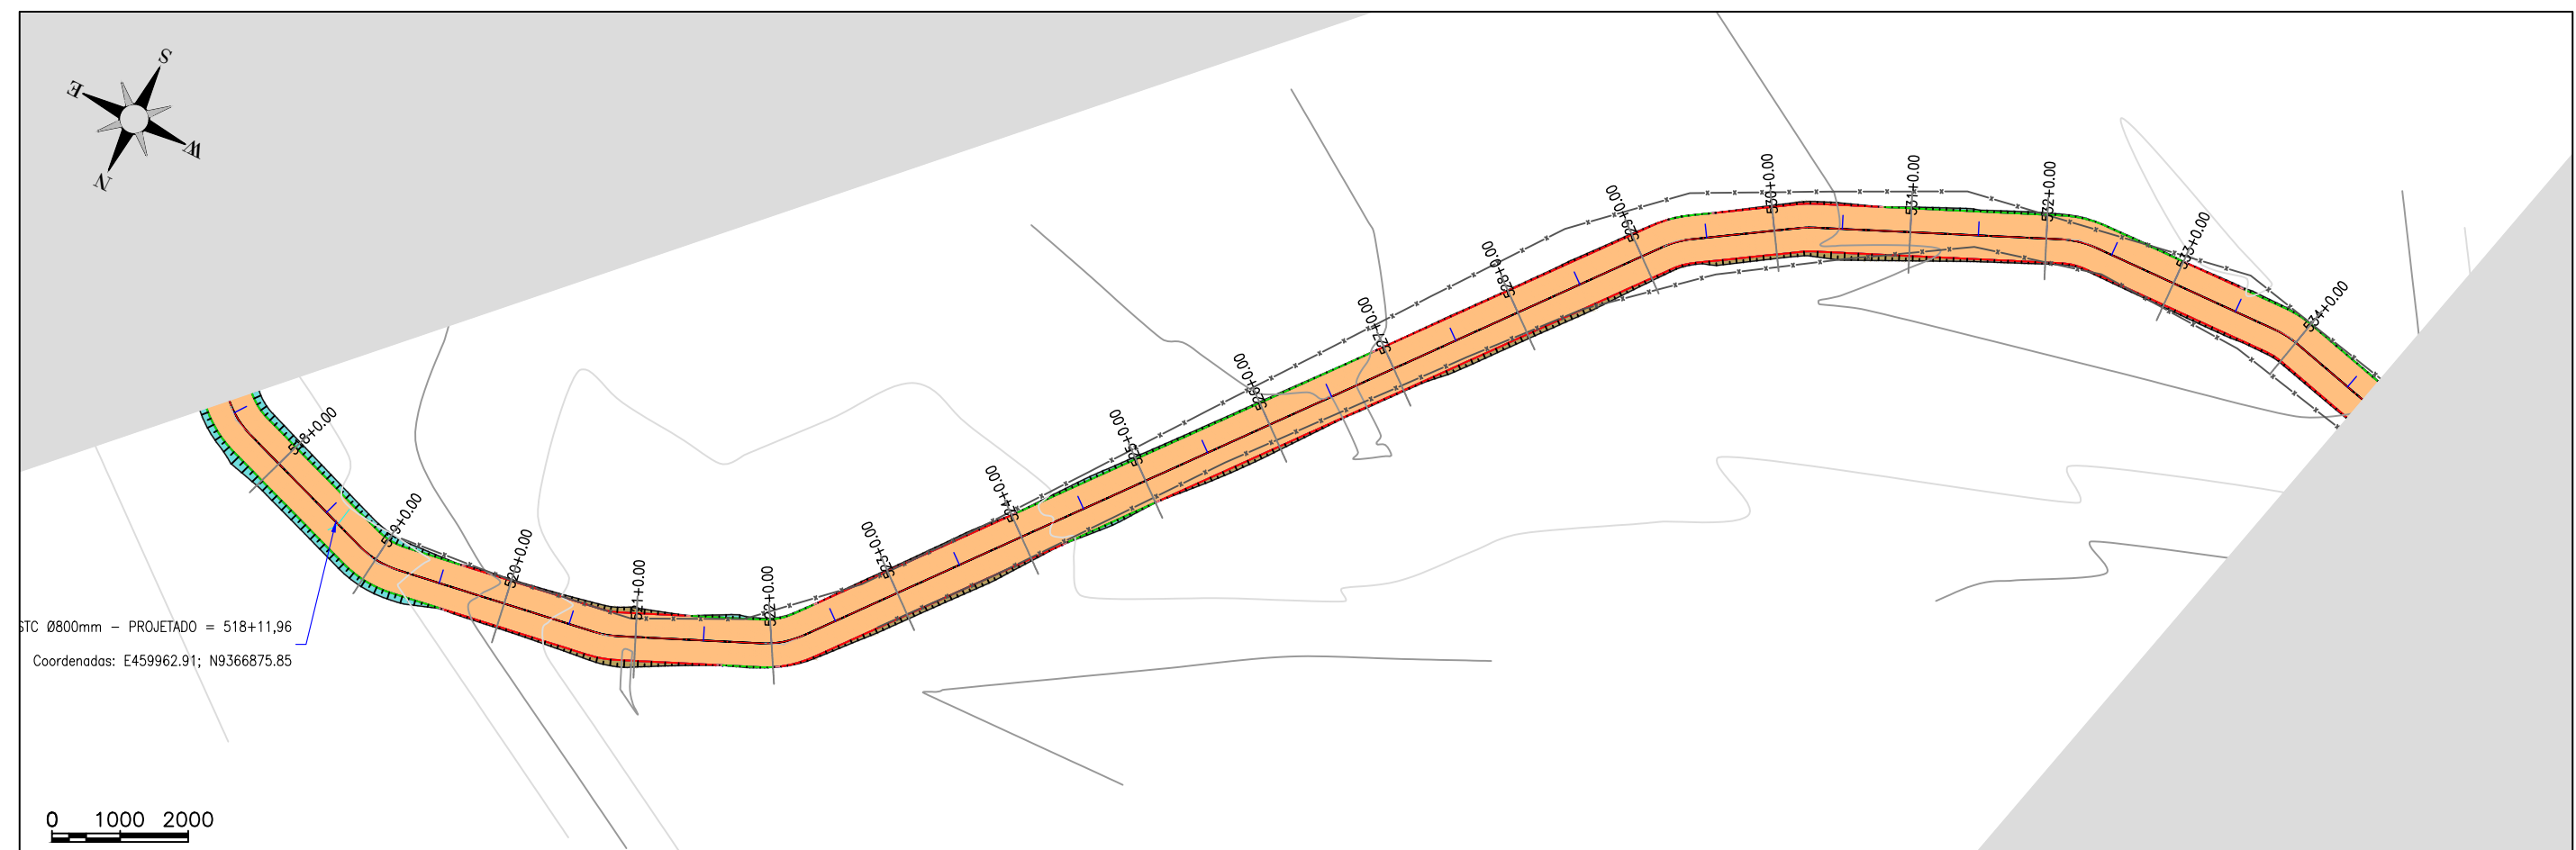 S
E
W
N
530+0.00
531+0.00
532+0.00
529+0.00
533+0.00
528+0.00
534+0.00
527+0.00
526+0.00
525+0.00
518+0.00
524+0.00
519+0.00
523+0.00
520+0.00
521+0.00
522+0.00
STC Ø800mm – PROJETADO = 518+11,96
Coordenadas: E459962.91; N9366875.85
0 1000 2000